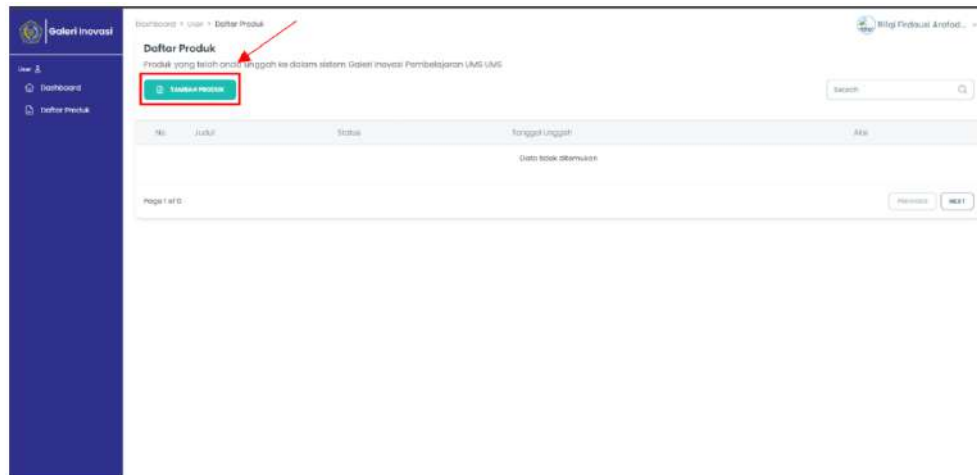 Galeri Inovasi
User
Dashboard
Daftar Produk
Dashboard > User > Daftar Produk
Daftar Produk
Produk yang telah anda unggah ke dalam sistem Galeri Inovasi Pembelajaran UMS UMS
TAMBAH PRODUK
Search
No Judul Status Tanggal Unggah Aksi
Data tidak ditemukan
Page 1 of 0
PREVIOUS NEXT